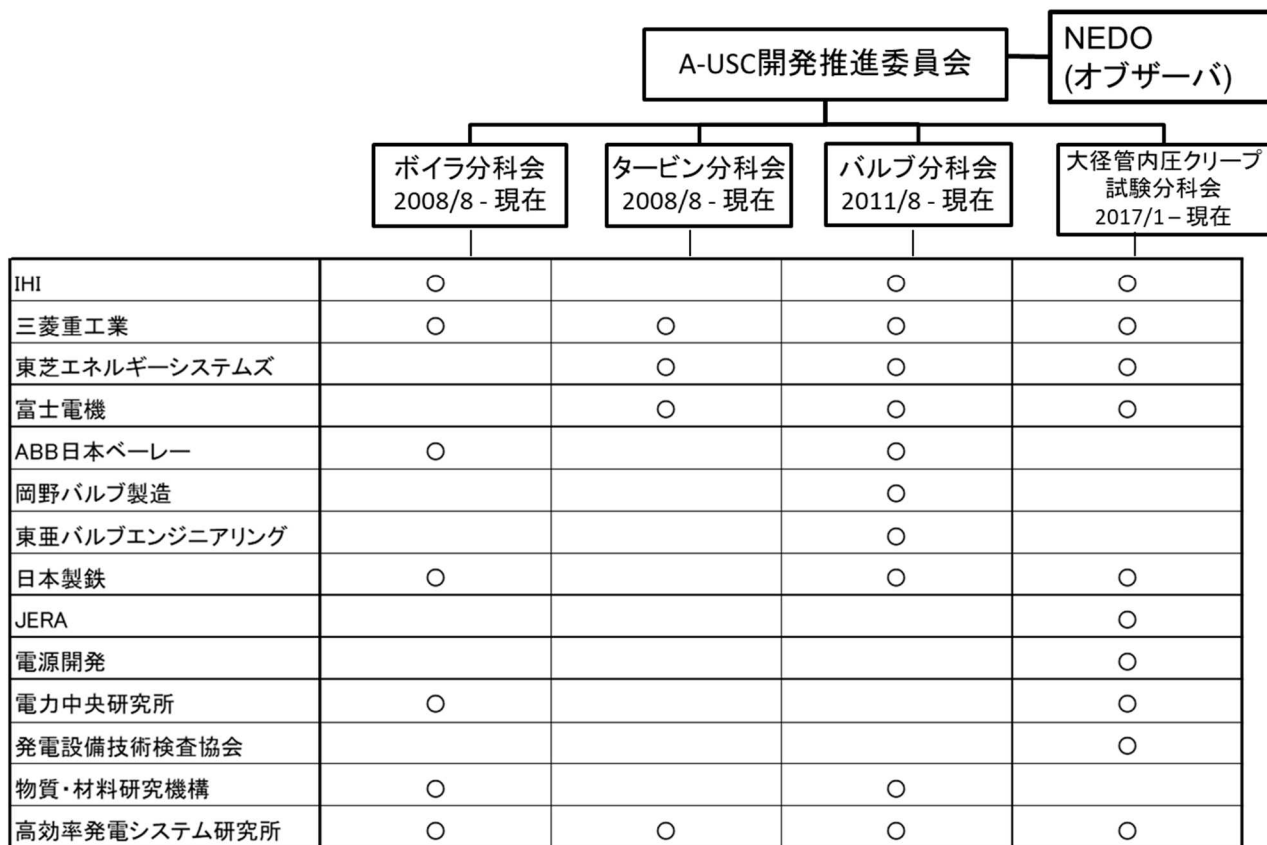 A-USC開発推進委員会
NEDO
(オブザーバ)
ボイラ分科会
2008/8 - 現在
タービン分科会
2008/8 - 現在
バルブ分科会
2011/8 - 現在
大径管内圧クリープ
試験分科会
2017/1 – 現在
IHI ○ ○ ○
三菱重工業 ○ ○ ○ ○
東芝エネルギーシステムズ ○ ○ ○
富士電機 ○ ○ ○
ABB日本ベーレー ○ ○
岡野バルブ製造 ○
東亜バルブエンジニアリング ○
日本製鉄 ○ ○ ○
JERA ○
電源開発 ○
電力中央研究所 ○ ○
発電設備技術検査協会 ○
物質・材料研究機構 ○ ○
高効率発電システム研究所 ○ ○ ○ ○